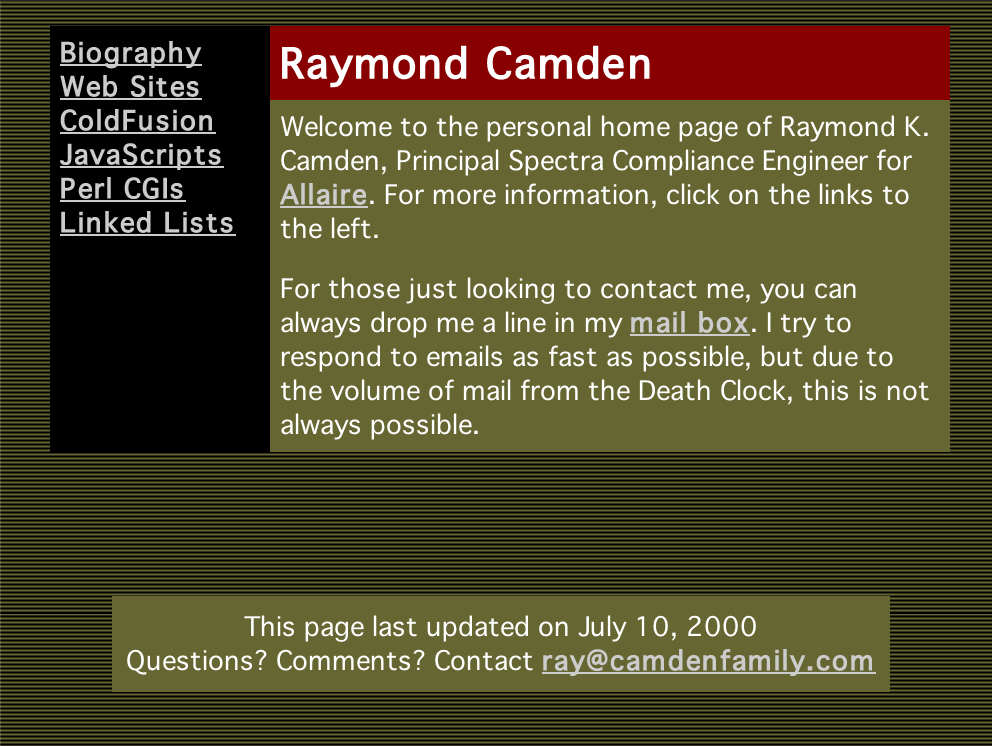 Biography
Web Sites
ColdFusion
JavaScripts
Perl CGIs
Linked Lists
Raymond Camden
Welcome to the personal home page of Raymond K.
Camden, Principal Spectra Compliance Engineer for
Allaire. For more information, click on the links to
the left.
For those just looking to contact me, you can
always drop me a line in my mail box. I try to
respond to emails as fast as possible, but due to
the volume of mail from the Death Clock, this is not
always possible.
This page last updated on July 10, 2000
Questions? Comments? Contact ray@camdenfamily.com